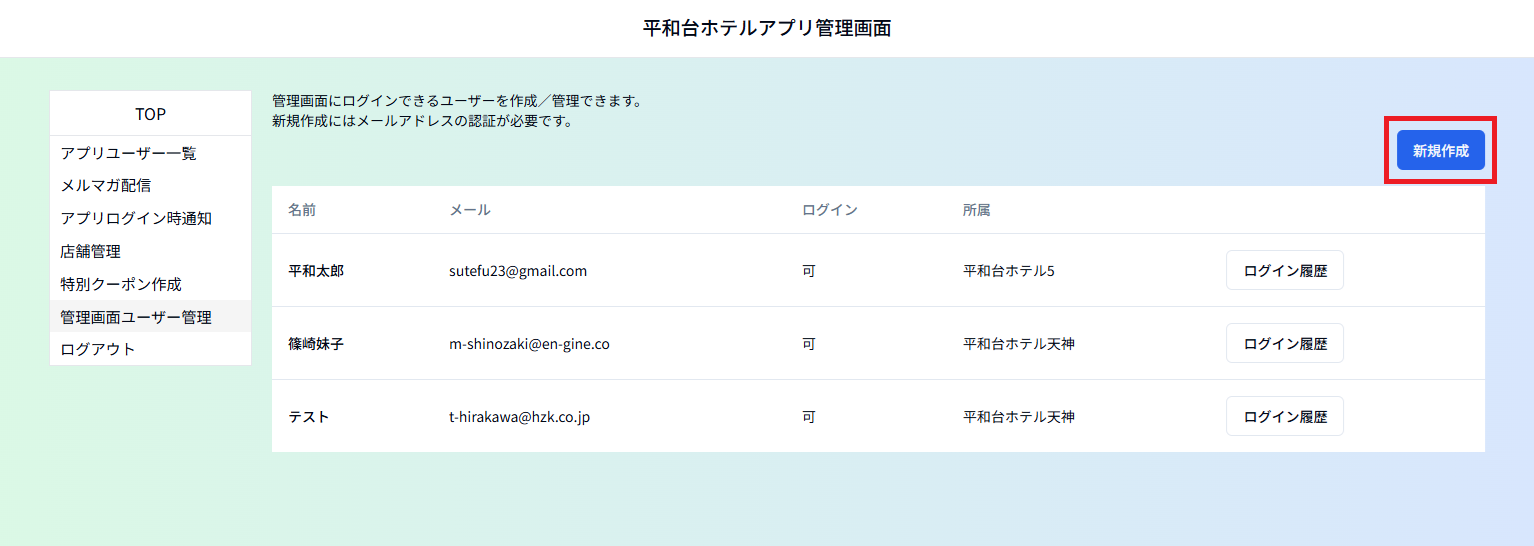 平和台ホテルアプリ管理画面
TOP
アプリユーザー一覧
メルマガ配信
アプリログイン時通知
店舗管理
特別クーポン作成
管理画面ユーザー管理
ログアウト
管理画面にログインできるユーザーを作成／管理できます。
新規作成にはメールアドレスの認証が必要です。
新規作成
名前 メール ログイン 所属
平和太郎 sutefu23@gmail.com 可 平和台ホテル5 ログイン履歴
篠崎妹子 m-shinozaki@en-gine.co 可 平和台ホテル天神 ログイン履歴
テスト t-hirakawa@hzk.co.jp 可 平和台ホテル天神 ログイン履歴